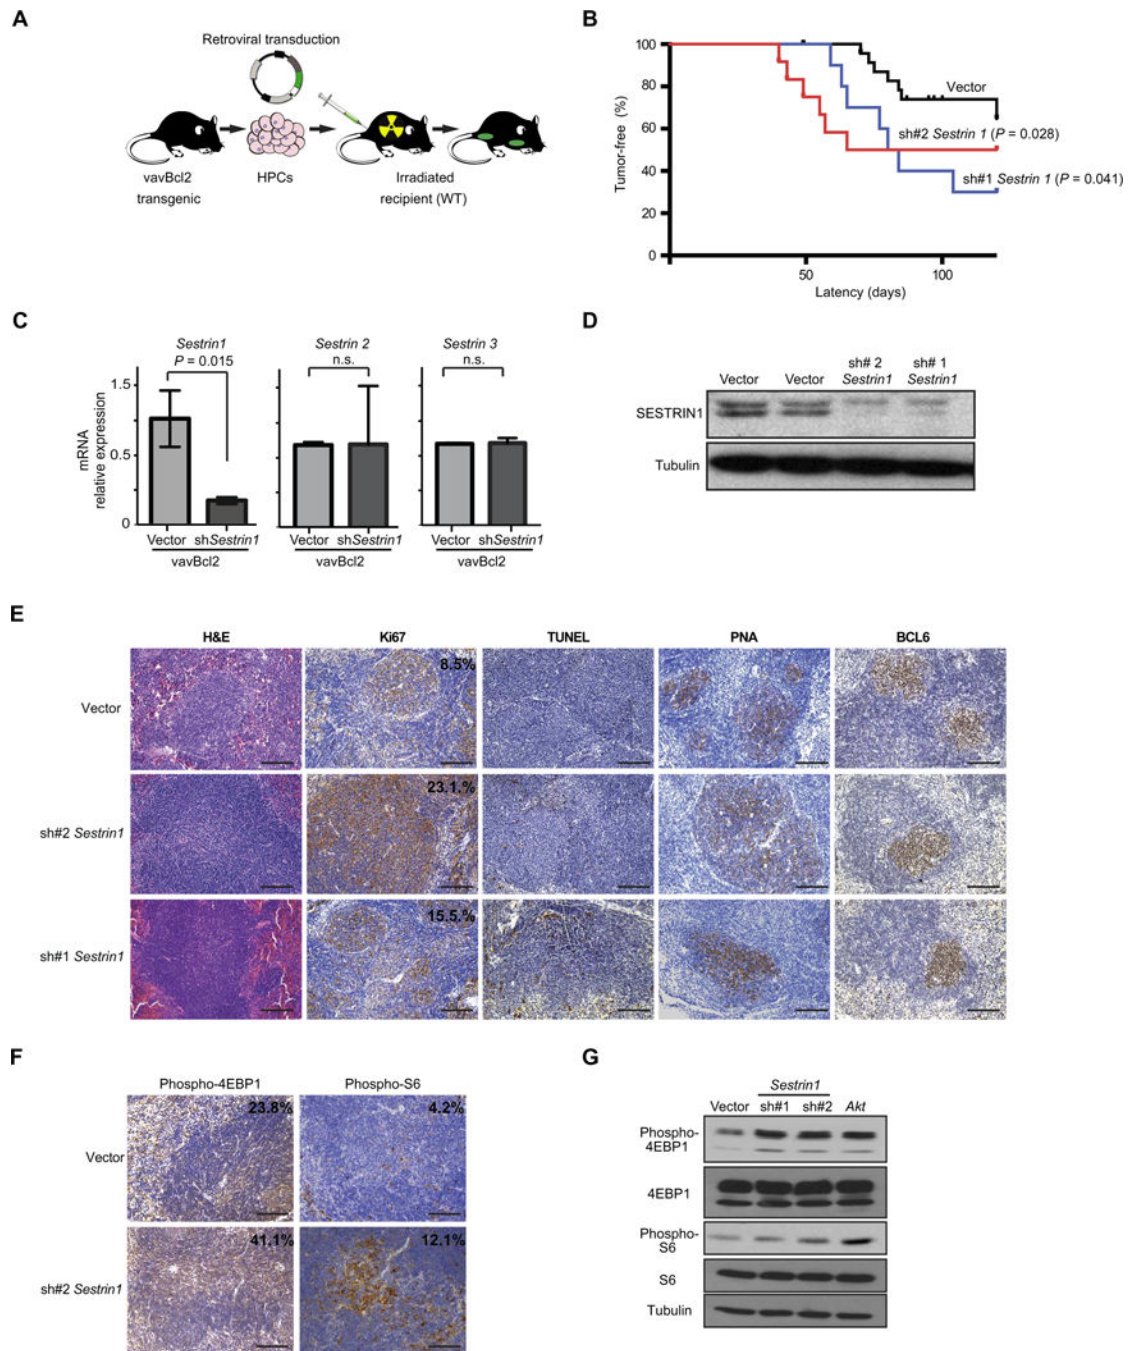 A
Retroviral transduction
vavBcl2
transgenic
HPCs
Irradiated
recipient (WT)
B
Tumor-free (%)
100
80
60
40
20
0
50
100
Latency (days)
Vector
sh#2 Sestrin 1 (P = 0.028)
sh#1 Sestrin 1 (P = 0.041)
C
mRNA
relative expression
1.5
0.5
0
Sestrin1
P = 0.015
Sestrin 2
n.s.
Sestrin 3
n.s.
Vector shSestrin1
vavBcl2
Vector shSestrin1
vavBcl2
Vector shSestrin1
vavBcl2
D
Vector
Vector
sh# 2
Sestrin1
sh# 1
Sestrin1
SESTRIN1
Tubulin
E
H&E
Ki67
TUNEL
PNA
BCL6
Vector
8.5%
sh#2 Sestrin1
23.1.%
sh#1 Sestrin1
15.5.%
F
Phospho-4EBP1
Phospho-S6
Vector
23.8%
4.2%
sh#2 Sestrin1
41.1%
12.1%
G
Sestrin1
Vector
sh#1
sh#2
Akt
Phospho-
4EBP1
4EBP1
Phospho-
S6
S6
Tubulin